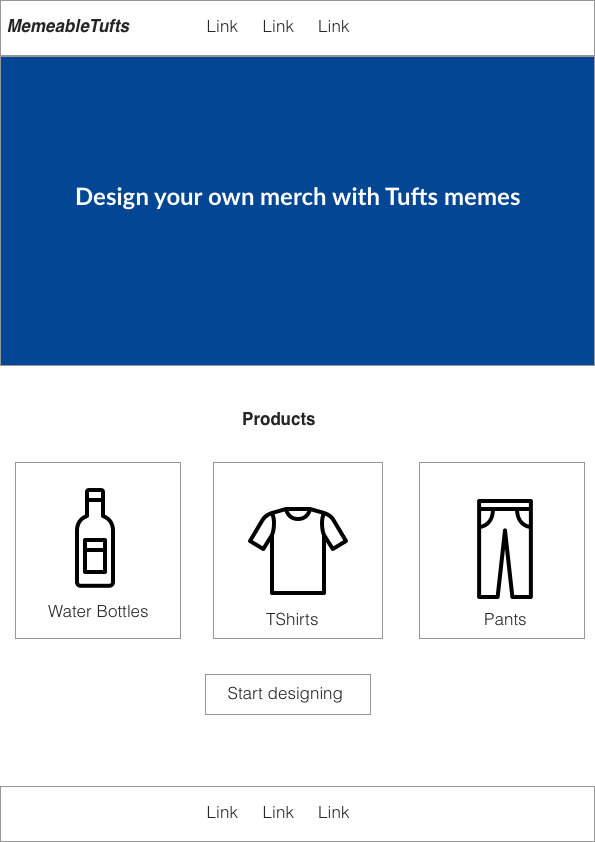 MemeableTufts Link Link Link
Design your own merch with Tufts memes
Products
Water Bottles
TShirts
Pants
Start designing
Link Link Link